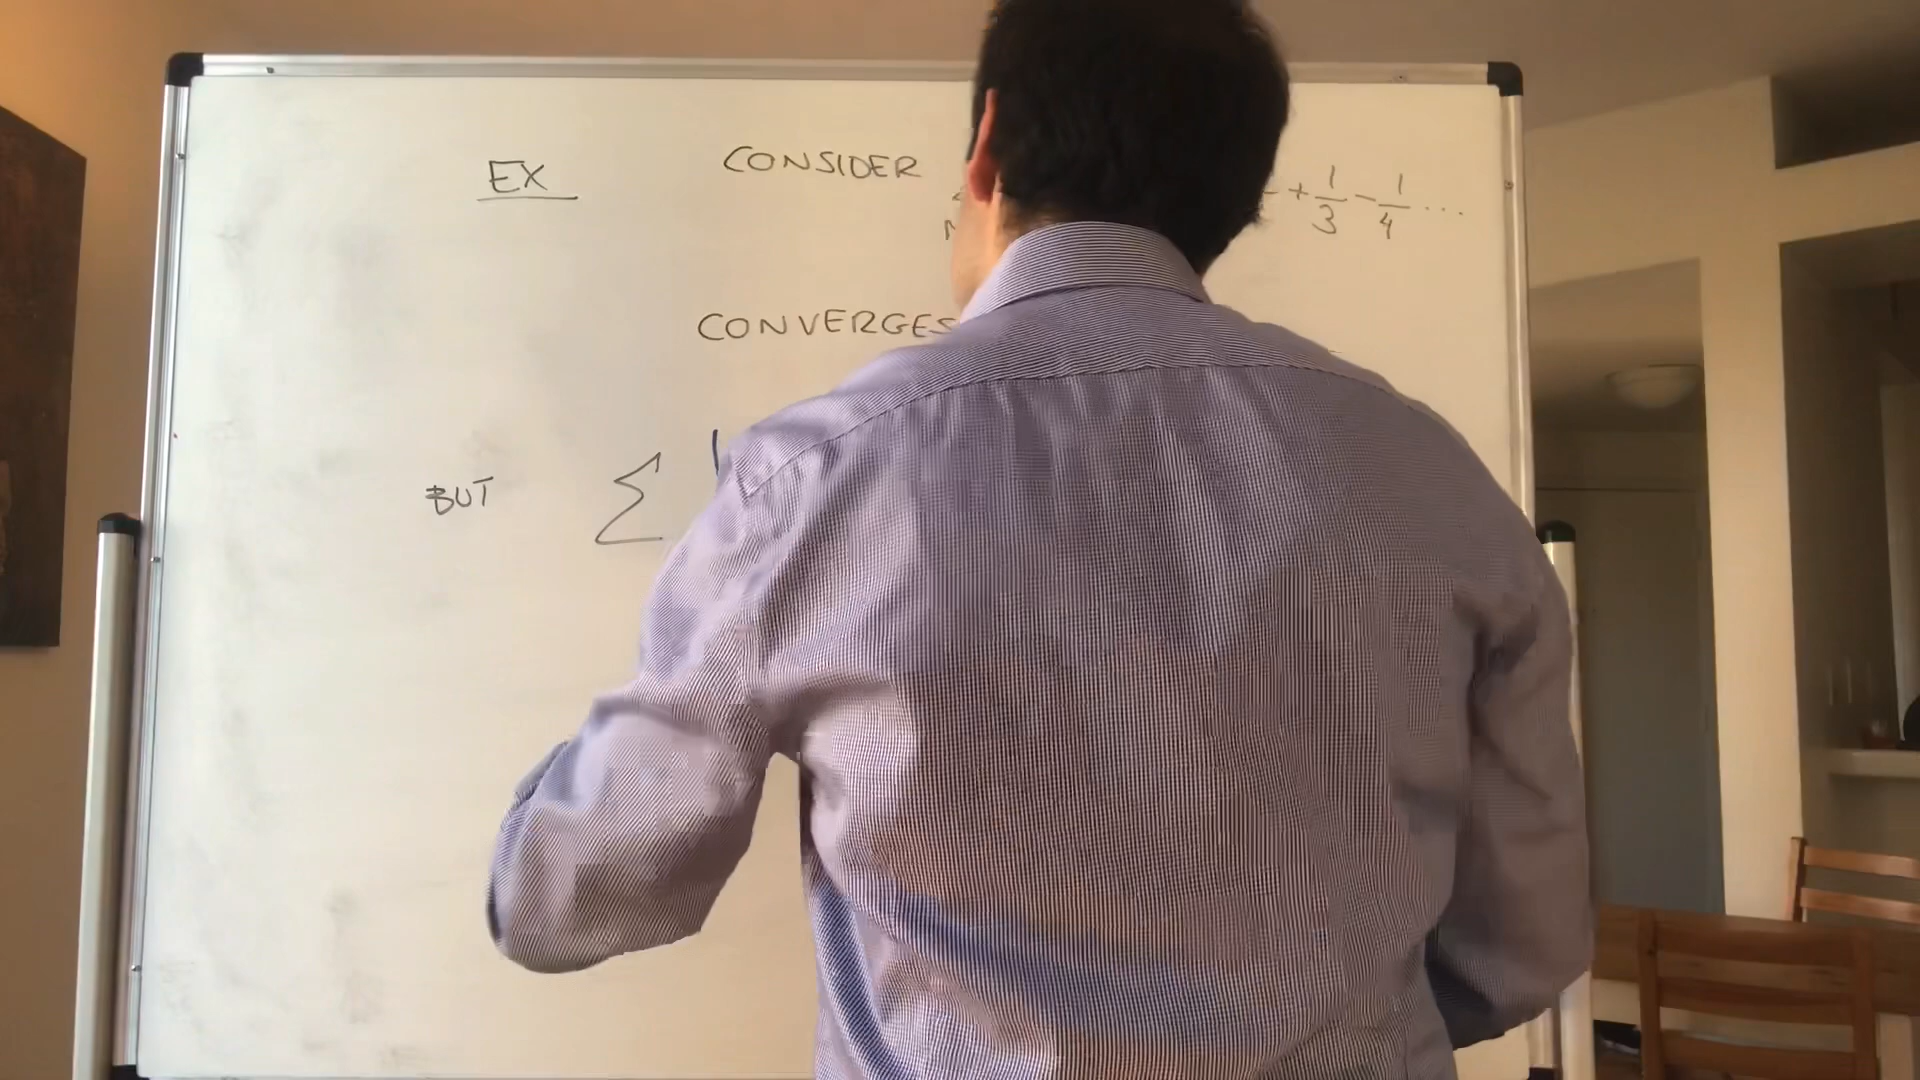 EX CONSIDER + 1/3 - 1/4 ...
CONVERGES
BUT Σ |